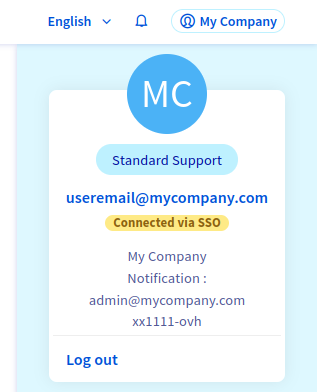 English
My Company
MC
Standard Support
useremail@mycompany.com
Connected via SSO
My Company
Notification :
admin@mycompany.com
xx1111-ovh
Log out